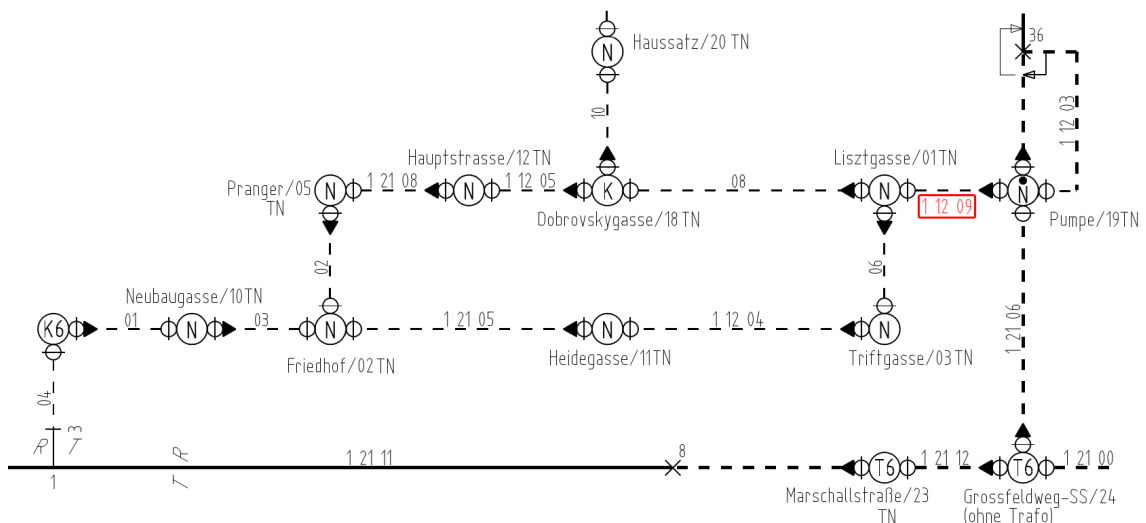 36
N
Haussatz/20 TN
10
1 12 03
Hauptstrasse/12 TN
Lisztgasse/01 TN
Pranger/05
TN
N
1 21 08
N
1 12 05
K
08
N
1 12 09
N
Dobrovskygasse/18 TN
Pumpe/19 TN
02
06
1 21 06
Neubaugasse/10 TN
K6
01
N
03
N
1 21 05
N
1 12 04
N
Friedhof/02 TN
Heidegasse/11 TN
Triftgasse/03 TN
04
3
R T
R
1 21 11
8
1
T
T6
1 21 12
T6
1 21 00
Marschallstraße/23
TN
Grossfeldweg-SS/24
(ohne Trafo)